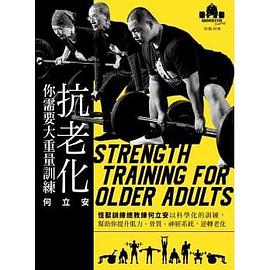 抗老化
你需要大重量訓練
何立安
MONSTER
STRENGTH
TRAINING FOR
OLDER ADULTS
怪獸訓練總教練何立安以科學化的訓練,
幫助你提升肌力、骨質、神經系統,逆轉老化